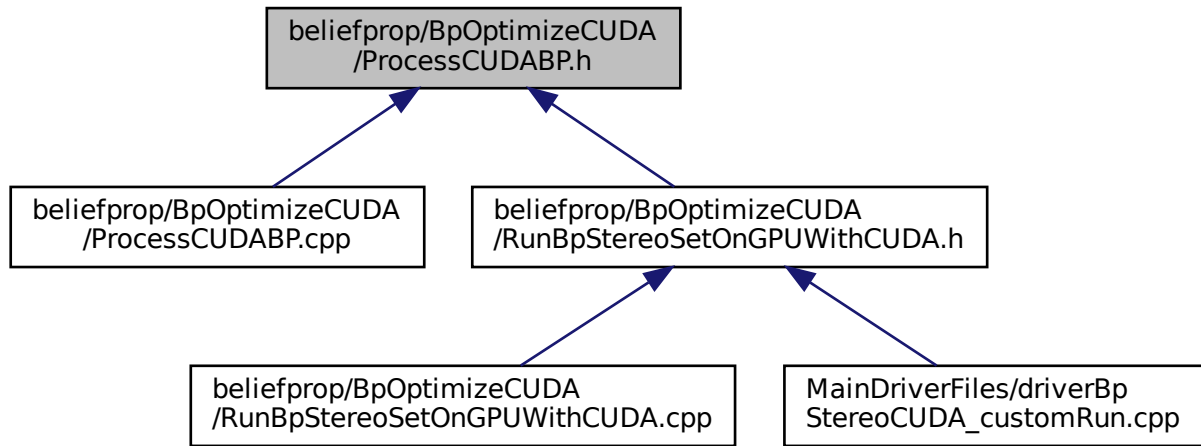 beliefprop/BpOptimizeCUDA
/ProcessCUDABP.h
beliefprop/BpOptimizeCUDA
/ProcessCUDABP.cpp
beliefprop/BpOptimizeCUDA
/RunBpStereoSetOnGPUWithCUDA.h
beliefprop/BpOptimizeCUDA
/RunBpStereoSetOnGPUWithCUDA.cpp
MainDriverFiles/driverBp
StereoCUDA_customRun.cpp